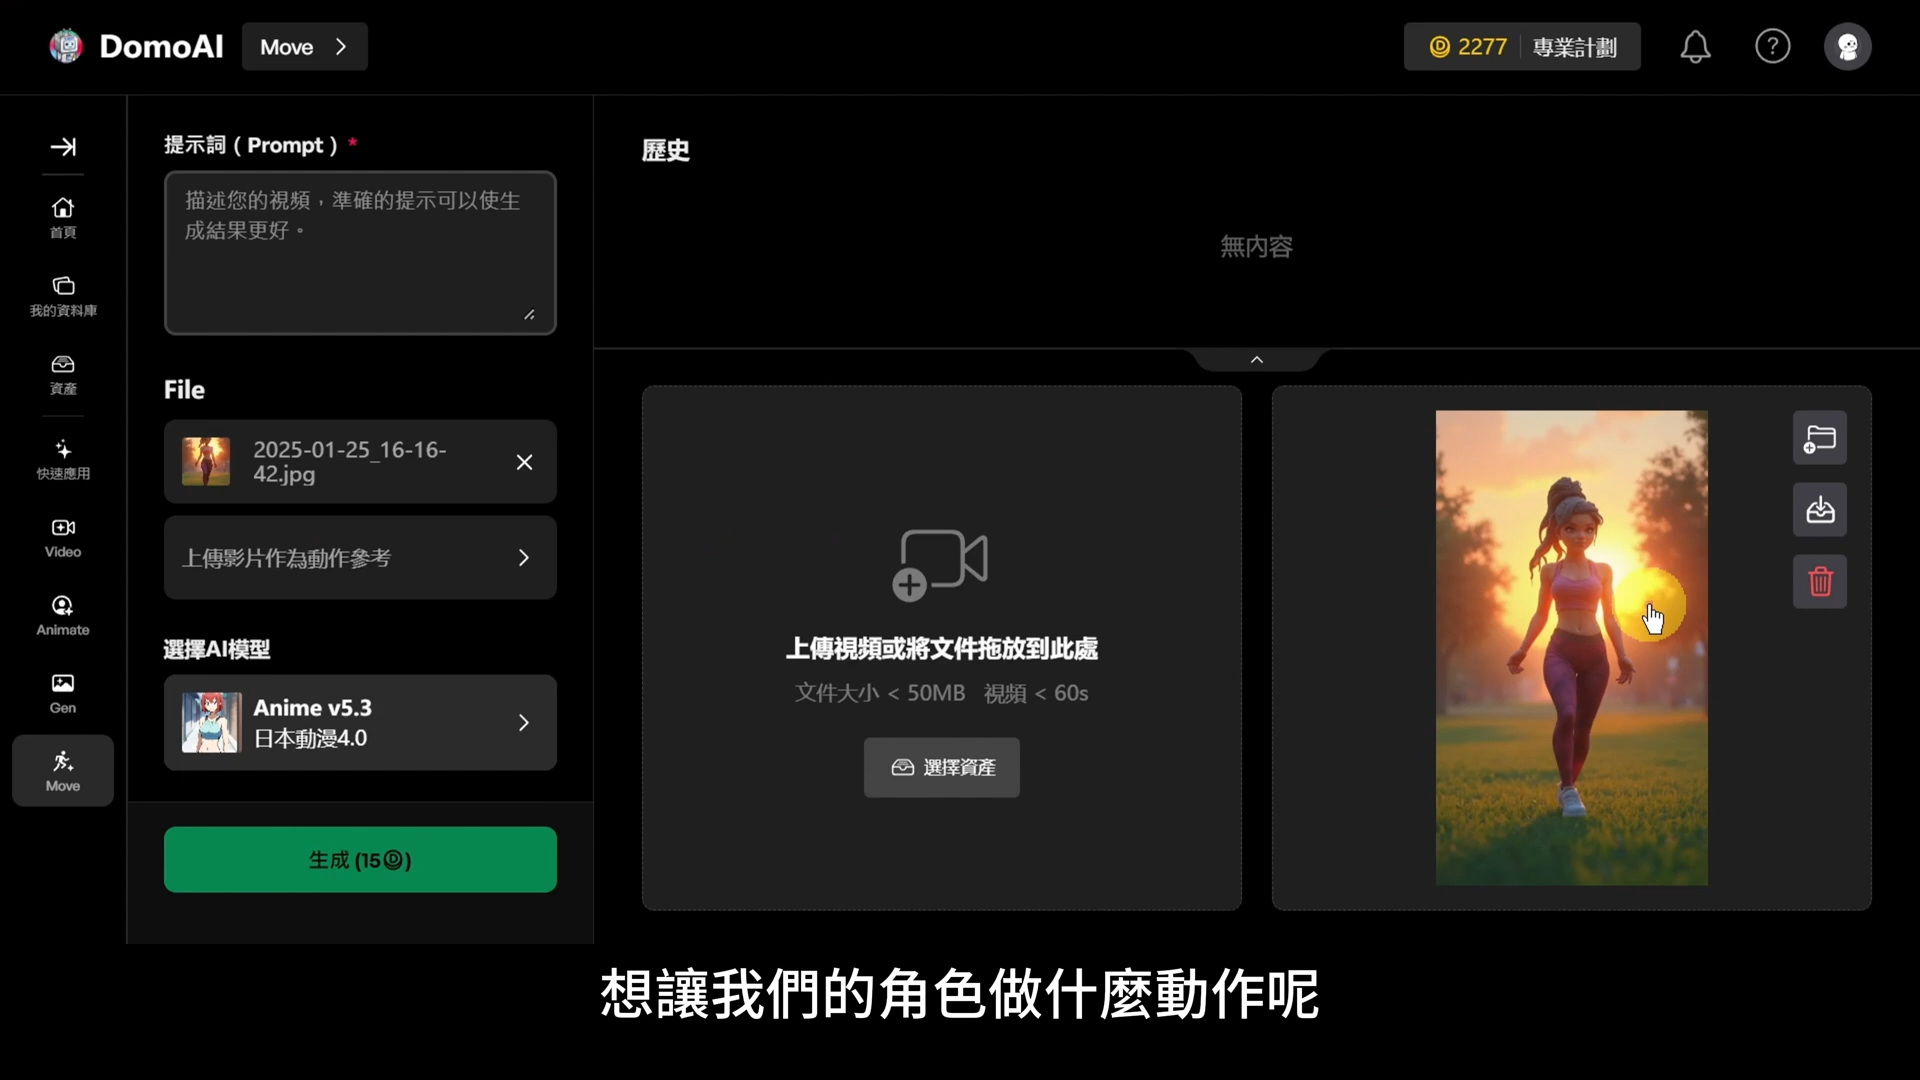 DomoAI
Move
2277
專業計劃
首頁
我的資料庫
資產
快速應用
Video
Animate
Gen
Move
提示詞 ( Prompt ) *
描述您的視頻，準確的提示可以使生
成結果更好。
File
2025-01-25_16-16-
42.jpg
上傳影片作為動作參考
選擇AI模型
Anime v5.3
日本動漫4.0
生成 (15D)
歷史
無內容
上傳視頻或將文件拖放到此處
文件大小 < 50MB 視頻 < 60s
選擇資產
想讓我們的角色做什麼動作呢